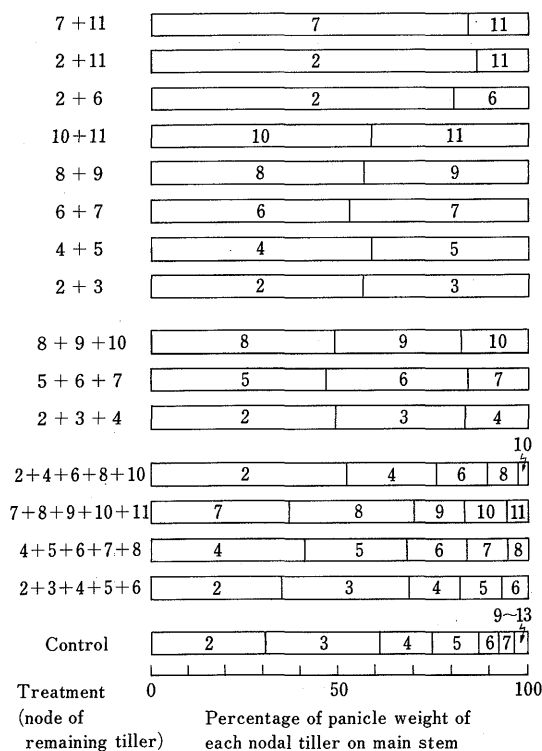 7+11 7 11
2+11 2 11
2+6 2 6
10+11 10 11
8+9 8 9
6+7 6 7
4+5 4 5
2+3 2 3
8+9+10 8 9 10
5+6+7 5 6 7
2+3+4 2 3 4
10
2+4+6+8+10 2 4 6 8
7+8+9+10+11 7 8 9 10 11
4+5+6+7+8 4 5 6 7 8
2+3+4+5+6 2 3 4 5 6
9~13
Control 2 3 4 5 6 7
Treatment 0 50 100
(node of Percentage of panicle weight of
remaining tiller) each nodal tiller on main stem